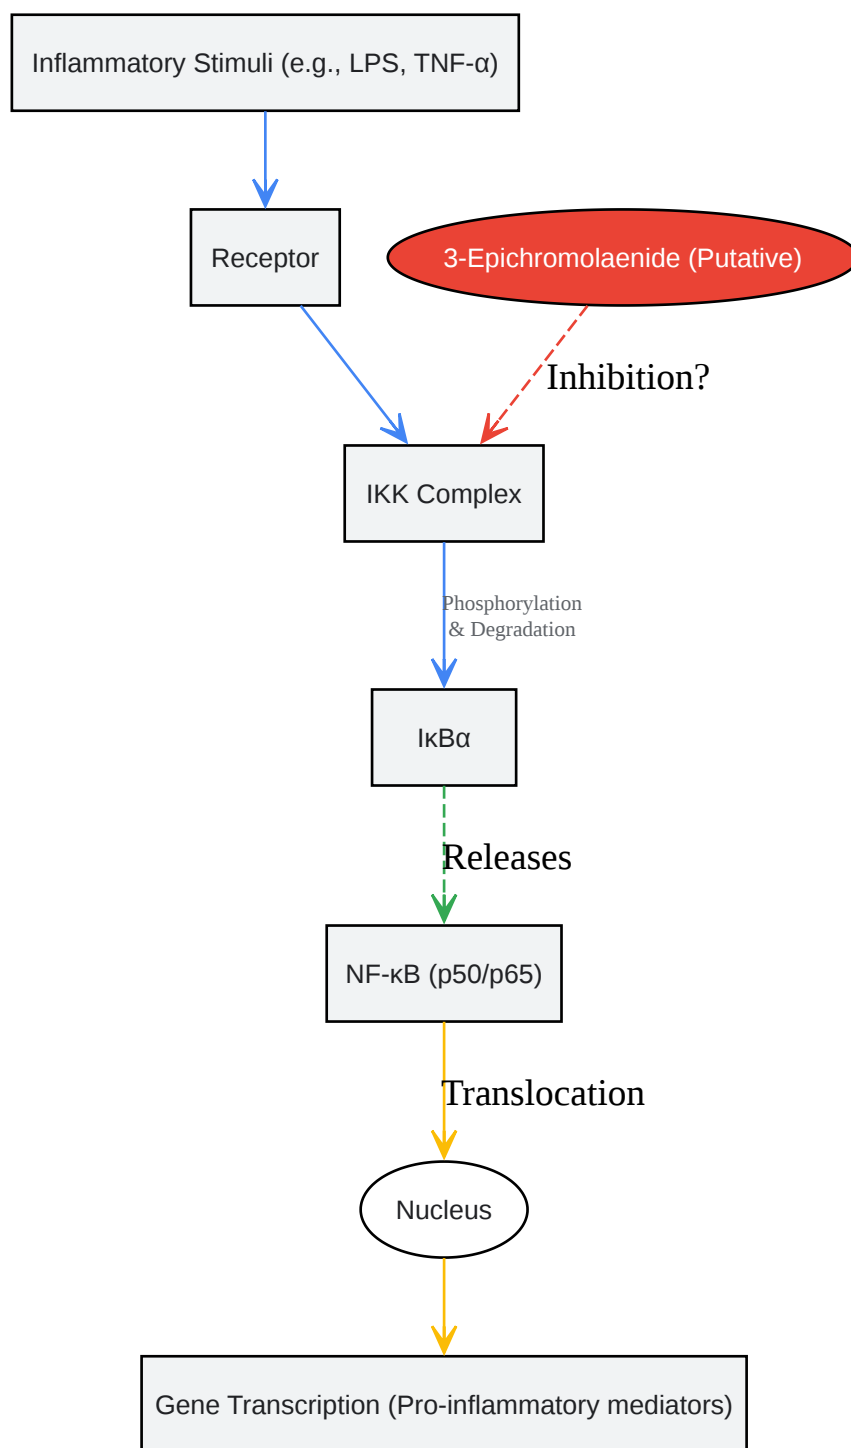 Inflammatory Stimuli (e.g., LPS, TNF-α)
Receptor
3-Epichromolaenide (Putative)
Inhibition?
IKK Complex
Phosphorylation
& Degradation
IκBα
Releases
NF-κB (p50/p65)
Translocation
Nucleus
Gene Transcription (Pro-inflammatory mediators)